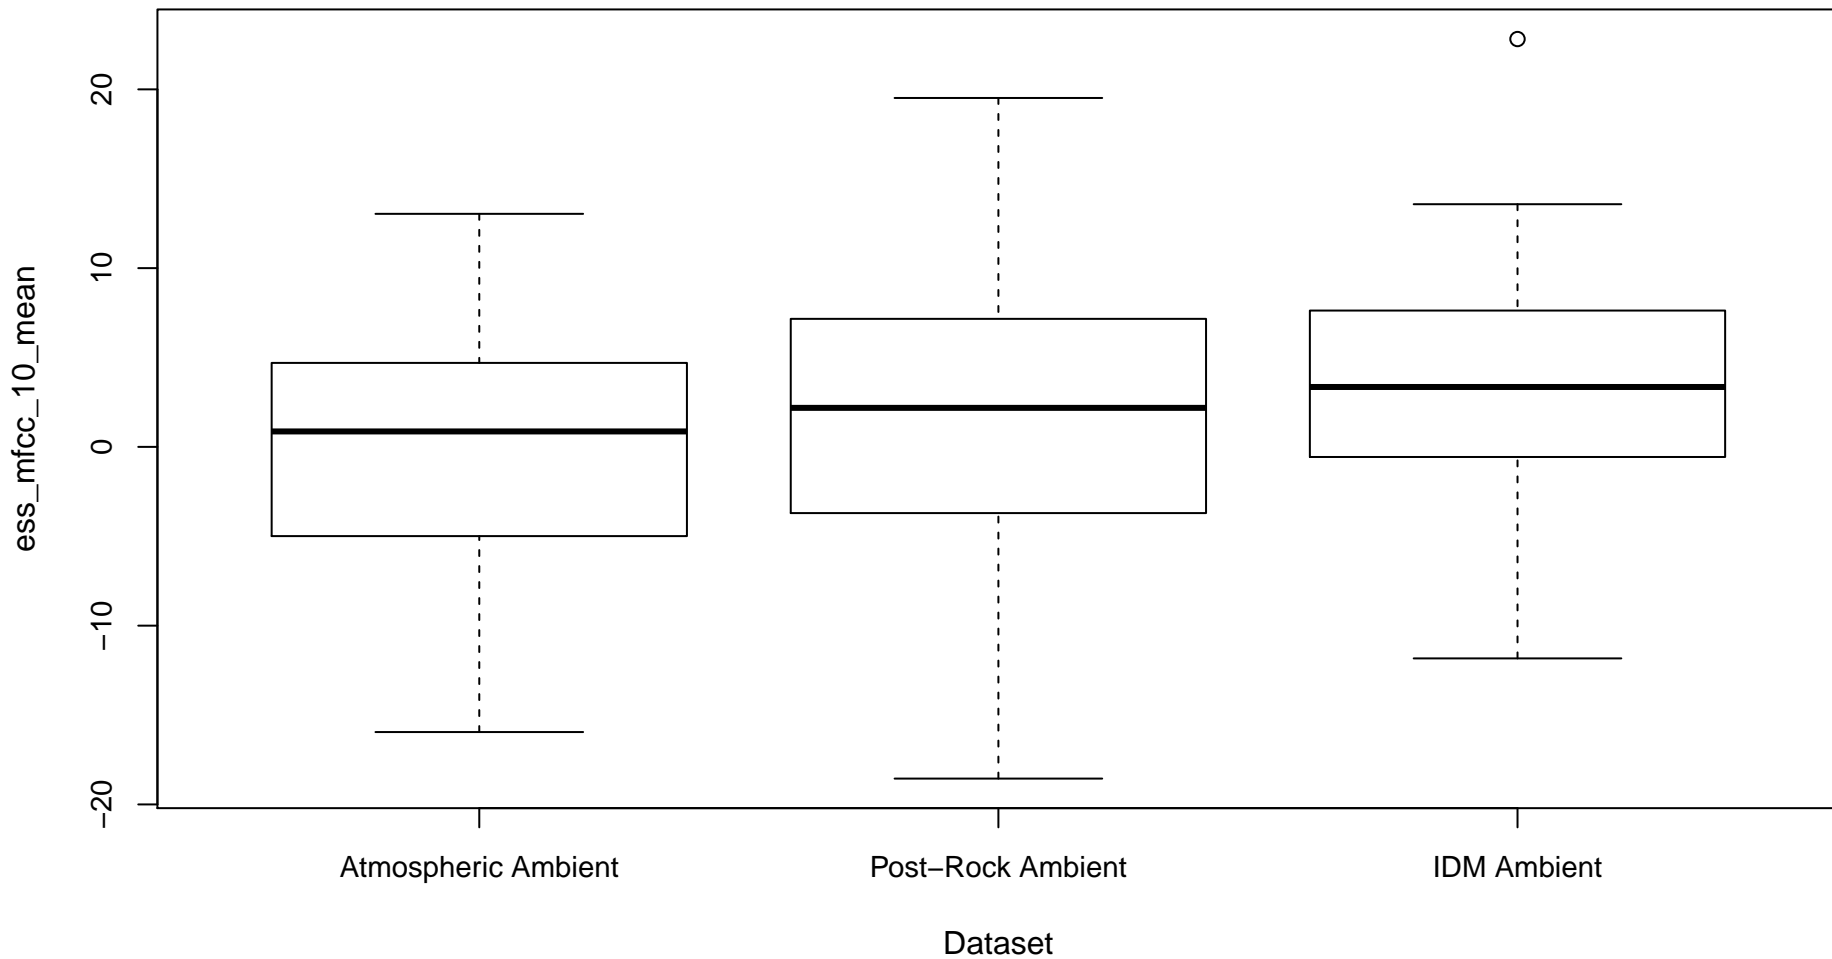 ess_mfcc_10_mean
20
10
0
−10
−20
Atmospheric Ambient
Post−Rock Ambient
IDM Ambient
Dataset